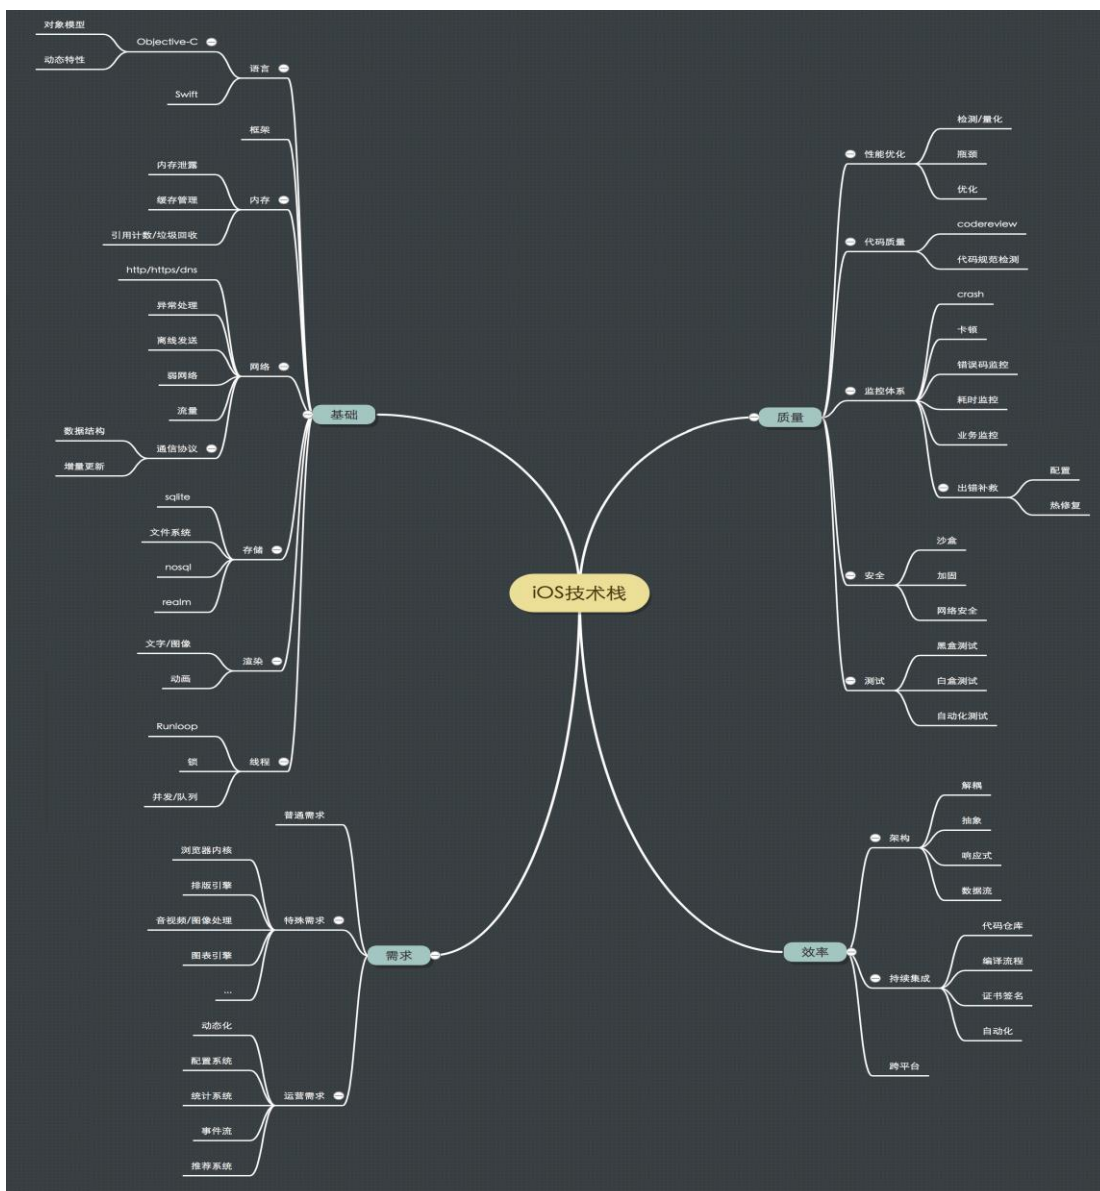 iOS技术栈
基础
语言
Objective-C
对象模型
动态特性
Swift
框架
内存
内存泄露
缓存管理
引用计数/垃圾回收
网络
http/https/dns
异常处理
离线发送
弱网络
流量
通信协议
数据结构
增量更新
存储
sqlite
文件系统
nosql
realm
渲染
文字/图像
动画
线程
Runloop
锁
并发/队列
需求
普通需求
特殊需求
浏览器内核
排版引擎
音视频/图像处理
图表引擎
...
运营需求
动态化
配置系统
统计系统
事件流
推荐系统
质量
性能优化
检测/量化
瓶颈
优化
代码质量
codereview
代码规范检测
监控体系
crash
卡顿
错误码监控
耗时监控
业务监控
出错补救
配置
热修复
安全
沙盒
加固
网络安全
测试
黑盒测试
白盒测试
自动化测试
效率
架构
解耦
抽象
响应式
数据流
持续集成
代码仓库
编译流程
证书签名
自动化
跨平台